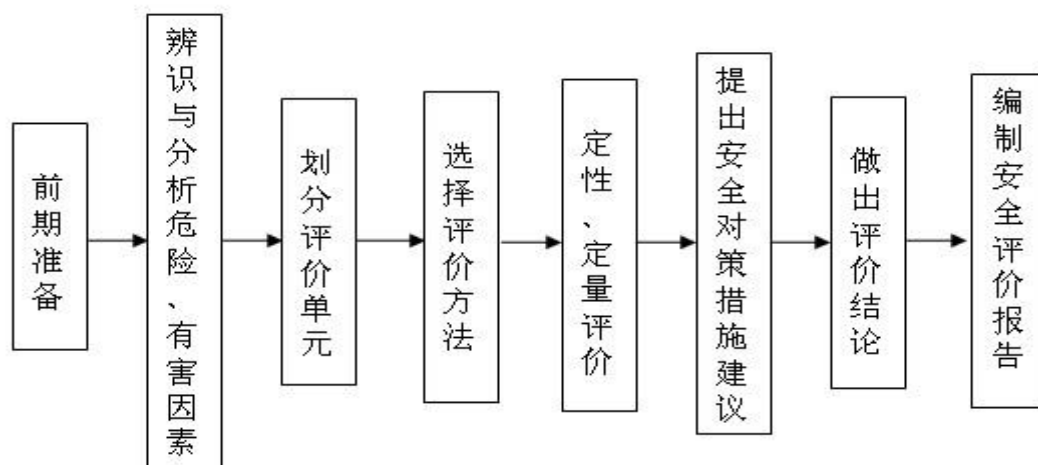 前期准备
辨识与分析危险、有害因素
划分评价单元
选择评价方法
定性、定量评价
提出安全对策措施建议
做出评价结论
编制安全评价报告